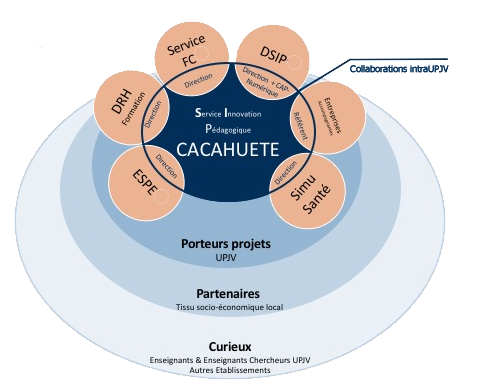 Service
FC
Direction
DSIP
Direction + CAP-
Numérique
Collaborations intraUPJV
DRH
Formation
Direction
Entreprises
Référent
Service Innovation
Pédagogique
CACAHUETE
ESPE
Direction
Simu
Santé
Direction
Porteurs projets
UPJV
Partenaires
Tissu socio-économique local
Curieux
Enseignants & Enseignants Chercheurs UPJV
Autres Etablissements